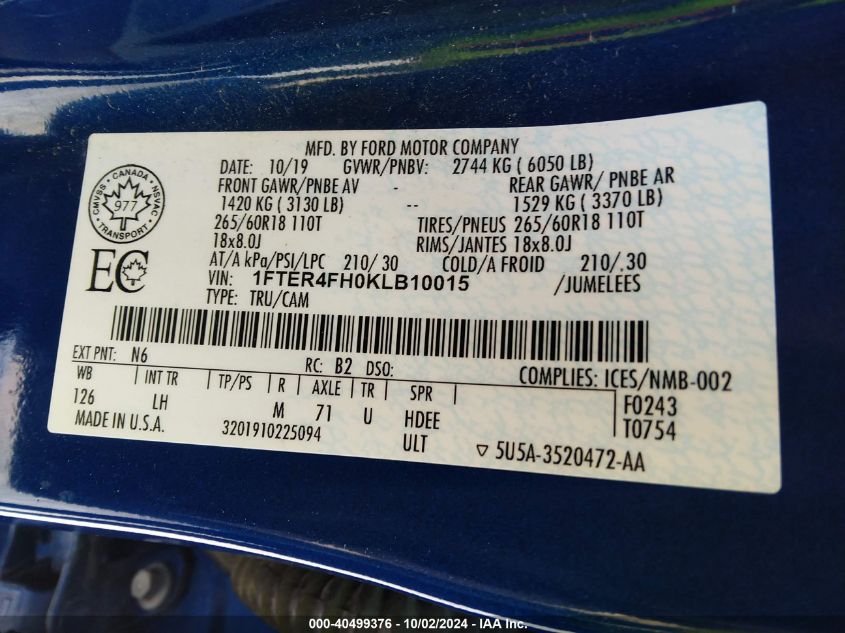 MFD. BY FORD MOTOR COMPANY
DATE: 10/19 GVWR/PNBV: 2744 KG ( 6050 LB)
FRONT GAWR/PNBE AV - REAR GAWR/ PNBE AR
1420 KG ( 3130 LB) -- 1529 KG ( 3370 LB)
265/60R18 110T TIRES/PNEUS 265/60R18 110T
18x8.0J RIMS/JANTES 18x8.0J
AT/A kPa/PSI/LPC 210/ 30 COLD/A FROID 210/.30
VIN: 1FTER4FH0KLB10015 /JUMELEES
TYPE: TRU/CAM
CANADA
CMVSS NSVAC
977
TRANSPORT
EC
EXT PNT: N6 RC: B2 DSO: COMPLIES: ICES/NMB-002
WB INT TR TP/PS R AXLE TR SPR F0243
126 LH M 71 U HDEE T0754
MADE IN U.S.A. 3201910225094 ULT 5U5A-3520472-AA
000-40499376 - 10/02/2024 - IAA Inc.